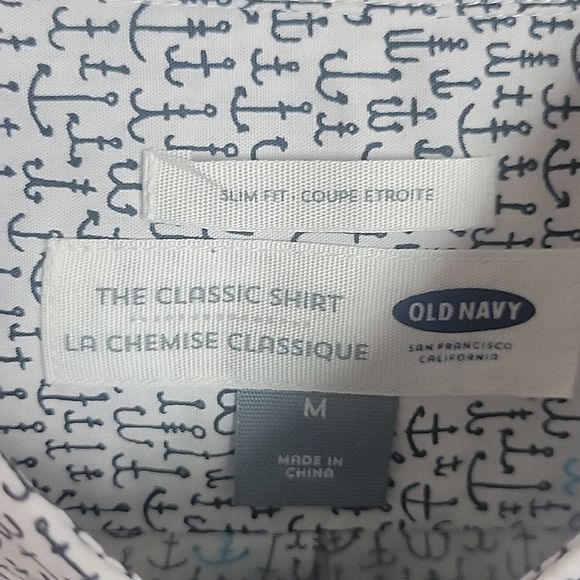 SLIM FIT · COUPE ETROITE
THE CLASSIC SHIRT
LA CHEMISE CLASSIQUE
OLD NAVY
SAN FRANCISCO
CALIFORNIA
M
MADE IN
CHINA